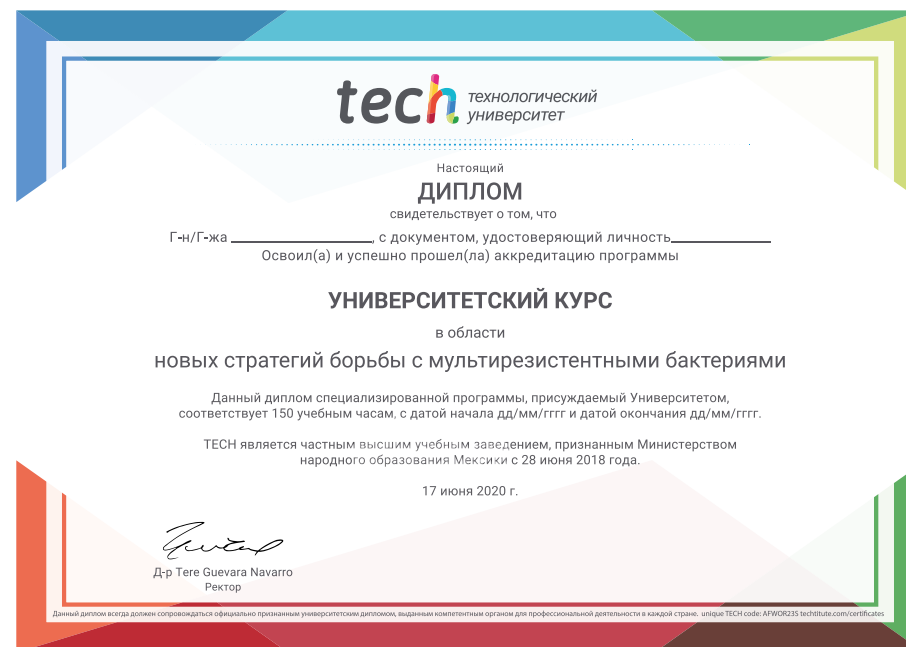 tech технологический университет
Настоящий
ДИПЛОМ
свидетельствует о том, что
Г-н/Г-жа ____________________, с документом, удостоверяющий личность______________
Освоил(а) и успешно прошел(ла) аккредитацию программы
УНИВЕРСИТЕТСКИЙ КУРС
в области
новых стратегий борьбы с мультирезистентными бактериями
Данный диплом специализированной программы, присуждаемый Университетом,
соответствует 150 учебным часам, с датой начала дд/мм/гггг и датой окончания дд/мм/гггг.
TECH является частным высшим учебным заведением, признанным Министерством
народного образования Мексики с 28 июня 2018 года.
17 июня 2020 г.
Д-р Tere Guevara Navarro
Ректор
Данный диплом всегда должен сопровождаться официально признанным университетским дипломом, выданным компетентным органом для профессиональной деятельности в каждой стране. unique TECH code: AFWOR23S techtitute.com/certificates